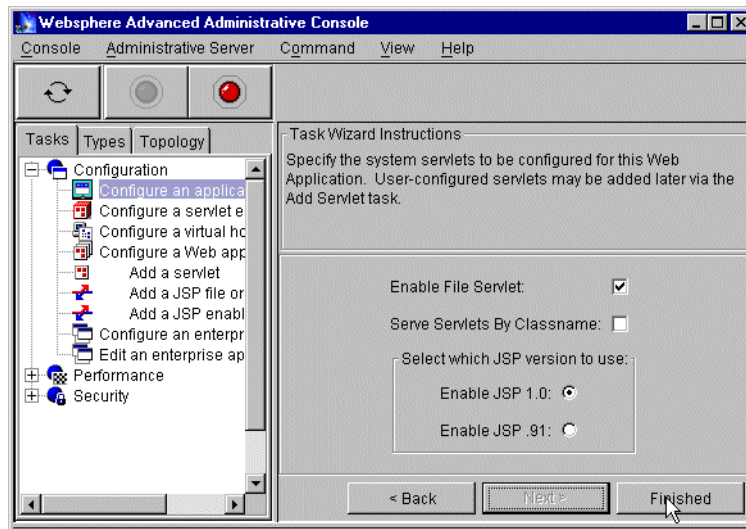 Websphere Advanced Administrative Console
Console Administrative Server Command View Help
Tasks Types Topology
Configuration
Configure an applica
Configure a servlet e
Configure a virtual ho
Configure a Web app
Add a servlet
Add a JSP file or
Add a JSP enabl
Configure an enterpr
Edit an enterprise ap
Performance
Security
Task Wizard Instructions
Specify the system servlets to be configured for this Web
Application. User-configured servlets may be added later via the
Add Servlet task.
Enable File Servlet:
Serve Servlets By Classname:
Select which JSP version to use:
Enable JSP 1.0:
Enable JSP .91:
< Back Next > Finished